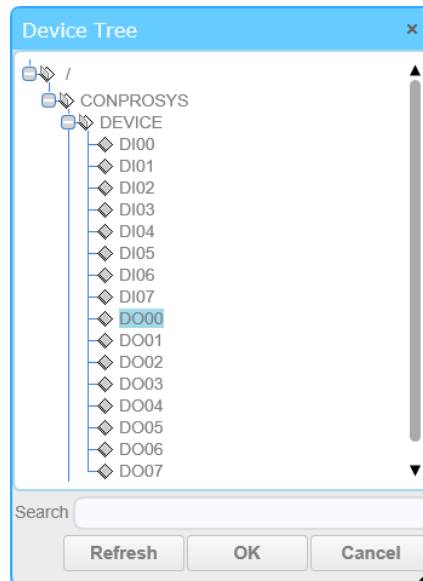 Device Tree ×
/
CONPROSYS
DEVICE
DI00
DI01
DI02
DI03
DI04
DI05
DI06
DI07
DO00
DO01
DO02
DO03
DO04
DO05
DO06
DO07
Search
Refresh OK Cancel